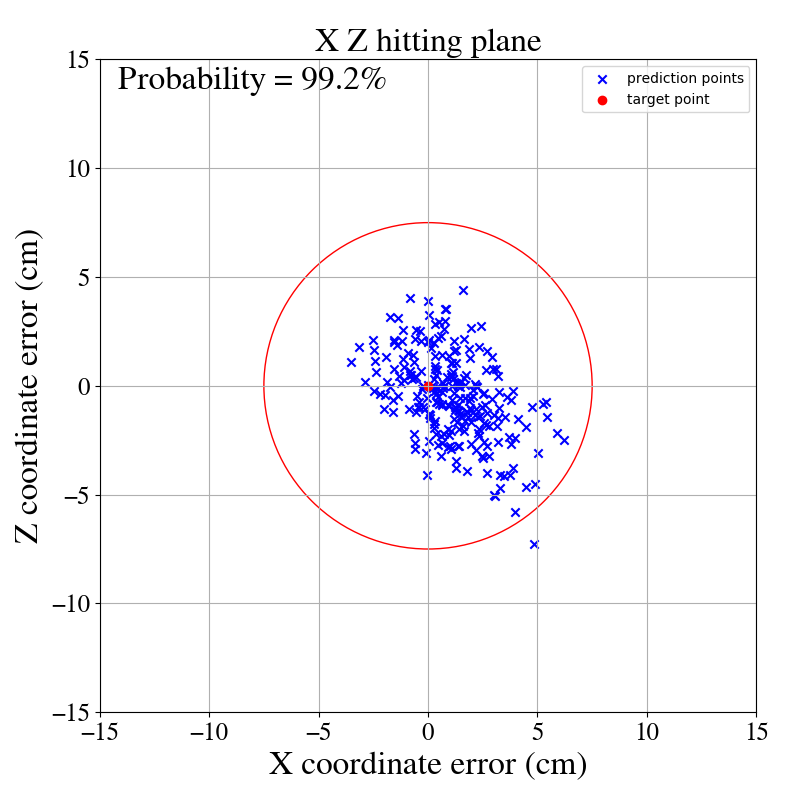 X Z hitting plane
Probability = 99.2%
prediction points
target point
Z coordinate error (cm)
15
10
5
0
−5
−10
−15
−15
−10
−5
0
5
10
15
X coordinate error (cm)